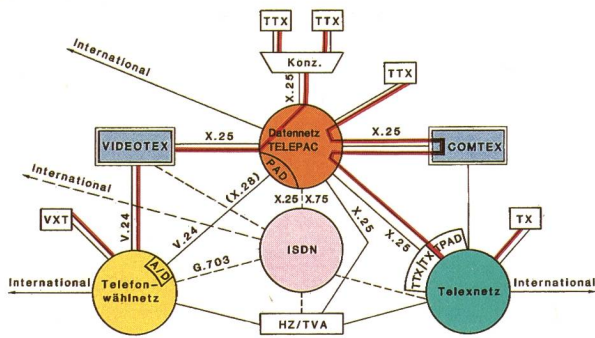 TTX TTX
International
Konz.
X.25
TTX
Datennetz
TELEPAC
PAD
X.25
VIDEOTEX
X.25
COMTEX
International
(X.28)
V.24
X.25 X.75
X.25
X.25
V.24
VXT
ISDN
TTX/TX
TPAD
TX
G.703
A/D
International
Telefon-
wählnetz
Telexnetz
International
HZ/TVA